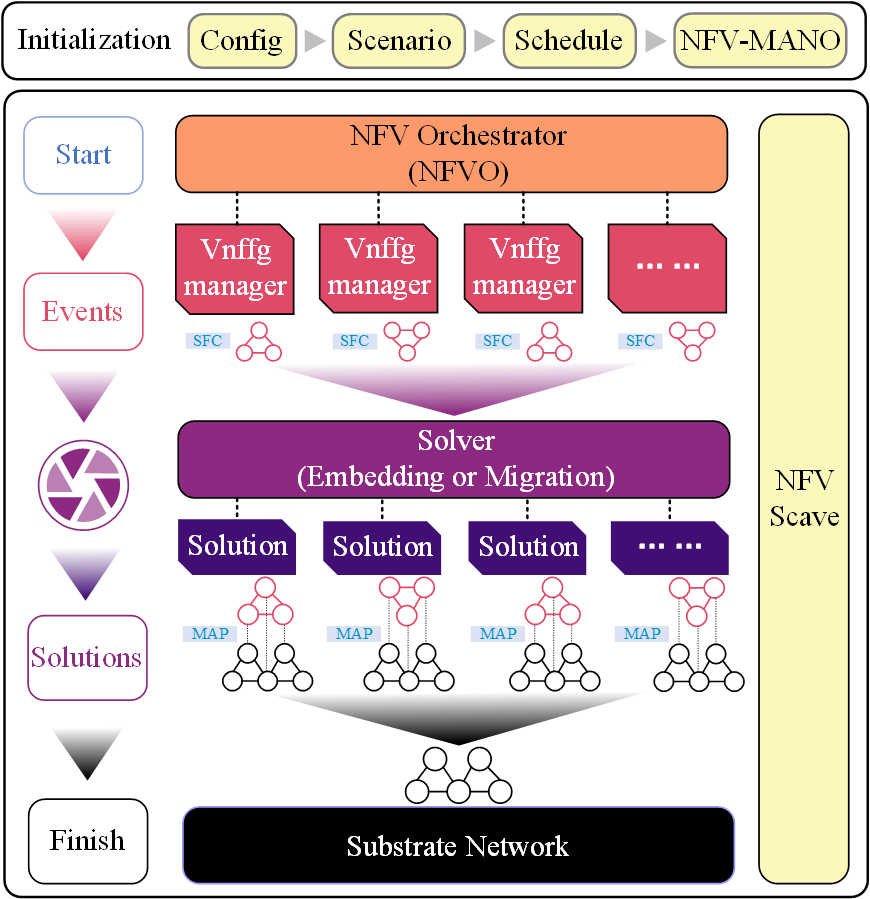 Initialization
Config
Scenario
Schedule
NFV-MANO
Start
NFV Orchestrator
(NFVO)
Vnffg
manager
Vnffg
manager
Vnffg
manager
... ...
Events
SFC
SFC
SFC
SFC
Solver
(Embedding or Migration)
NFV
Scave
Solution
Solution
Solution
... ...
MAP
MAP
MAP
MAP
Solutions
Finish
Substrate Network